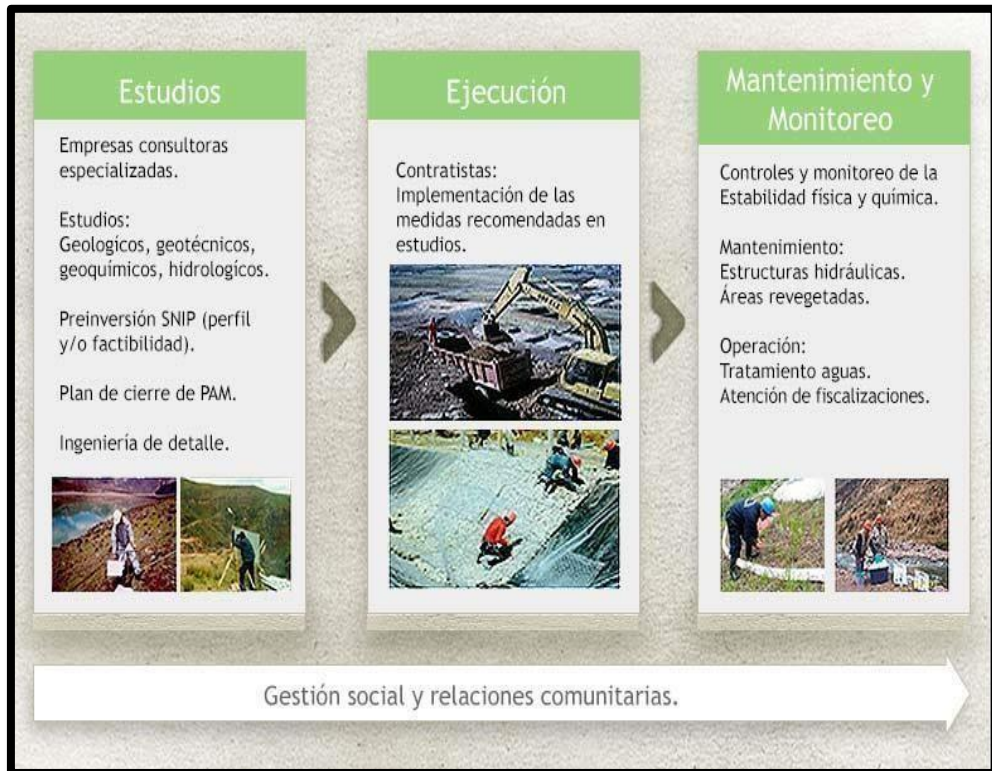 Estudios
Empresas consultoras
especializadas.
Estudios:
Geologícos, geotécnicos,
geoquímicos, hidrologícos.
Preinversión SNIP (perfil
y/o factibilidad).
Plan de cierre de PAM.
Ingeniería de detalle.
Ejecución
Contratistas:
Implementación de las
medidas recomendadas en
estudios.
Mantenimiento y
Monitoreo
Controles y monitoreo de la
Estabilidad física y química.
Mantenimiento:
Estructuras hidráulicas.
Áreas revegetadas.
Operación:
Tratamiento aguas.
Atención de fiscalizaciones.
Gestión social y relaciones comunitarias.